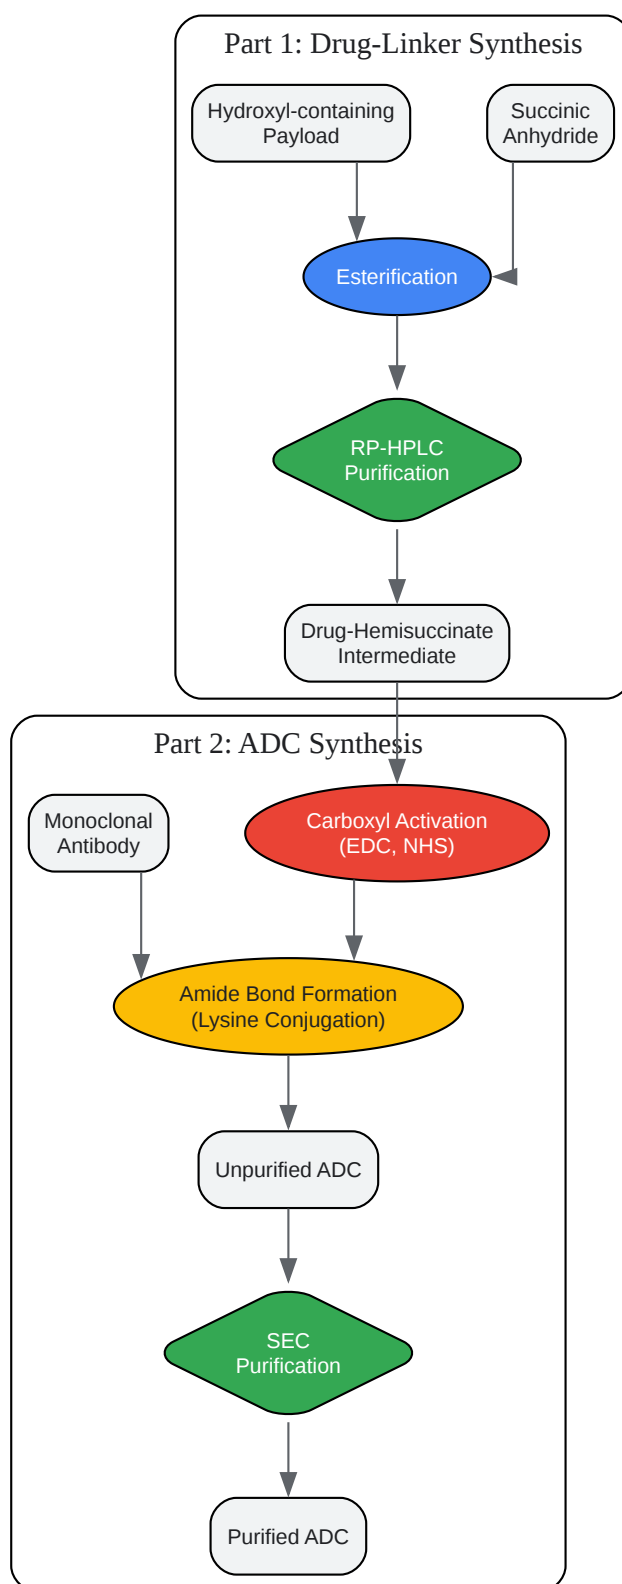 Part 1: Drug-Linker Synthesis
Hydroxyl-containing
Payload
Succinic
Anhydride
Esterification
RP-HPLC
Purification
Drug-Hemisuccinate
Intermediate
Part 2: ADC Synthesis
Monoclonal
Antibody
Carboxyl Activation
(EDC, NHS)
Amide Bond Formation
(Lysine Conjugation)
Unpurified ADC
SEC
Purification
Purified ADC